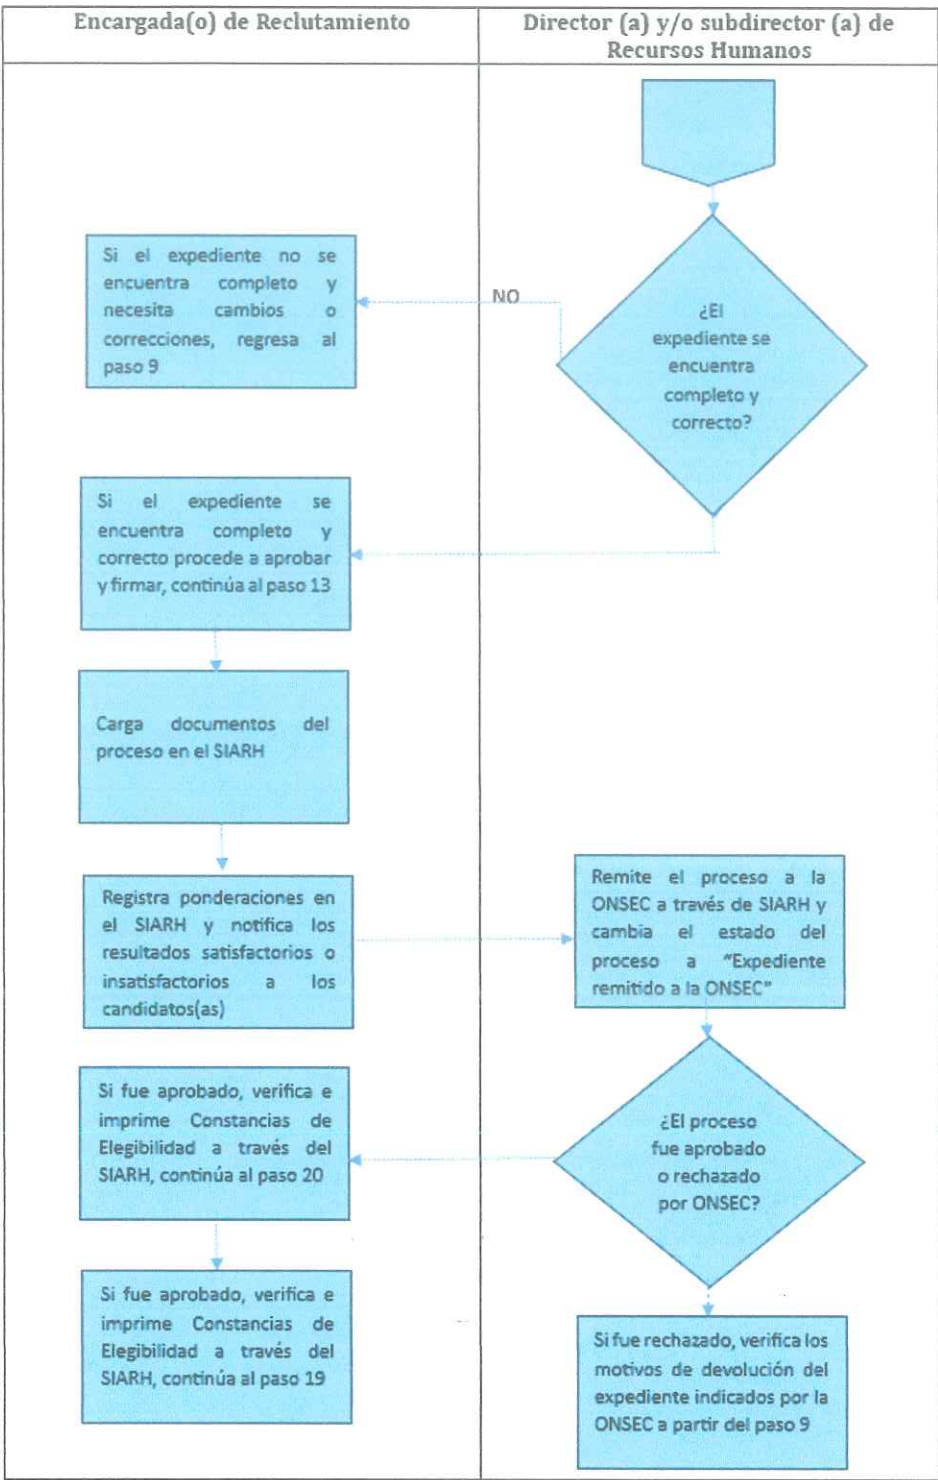 Encargada(o) de Reclutamiento
Director (a) y/o subdirector (a) de
Recursos Humanos
Si el expediente no se
encuentra completo y
necesita cambios o
correcciones, regresa al
paso 9
NO
¿El
expediente se
encuentra
completo y
correcto?
Si el expediente se
encuentra completo y
correcto procede a aprobar
y firmar, continúa al paso 13
Carga documentos del
proceso en el SIARH
Registra ponderaciones en
el SIARH y notifica los
resultados satisfactorios o
insatisfactorios a los
candidatos(as)
Remite el proceso a la
ONSEC a través de SIARH y
cambia el estado del
proceso a “Expediente
remitido a la ONSEC”
Si fue aprobado, verifica e
imprime Constancias de
Elegibilidad a través del
SIARH, continúa al paso 20
¿El proceso
fue aprobado
o rechazado
por ONSEC?
Si fue aprobado, verifica e
imprime Constancias de
Elegibilidad a través del
SIARH, continúa al paso 19
Si fue rechazado, verifica los
motivos de devolución del
expediente indicados por la
ONSEC a partir del paso 9